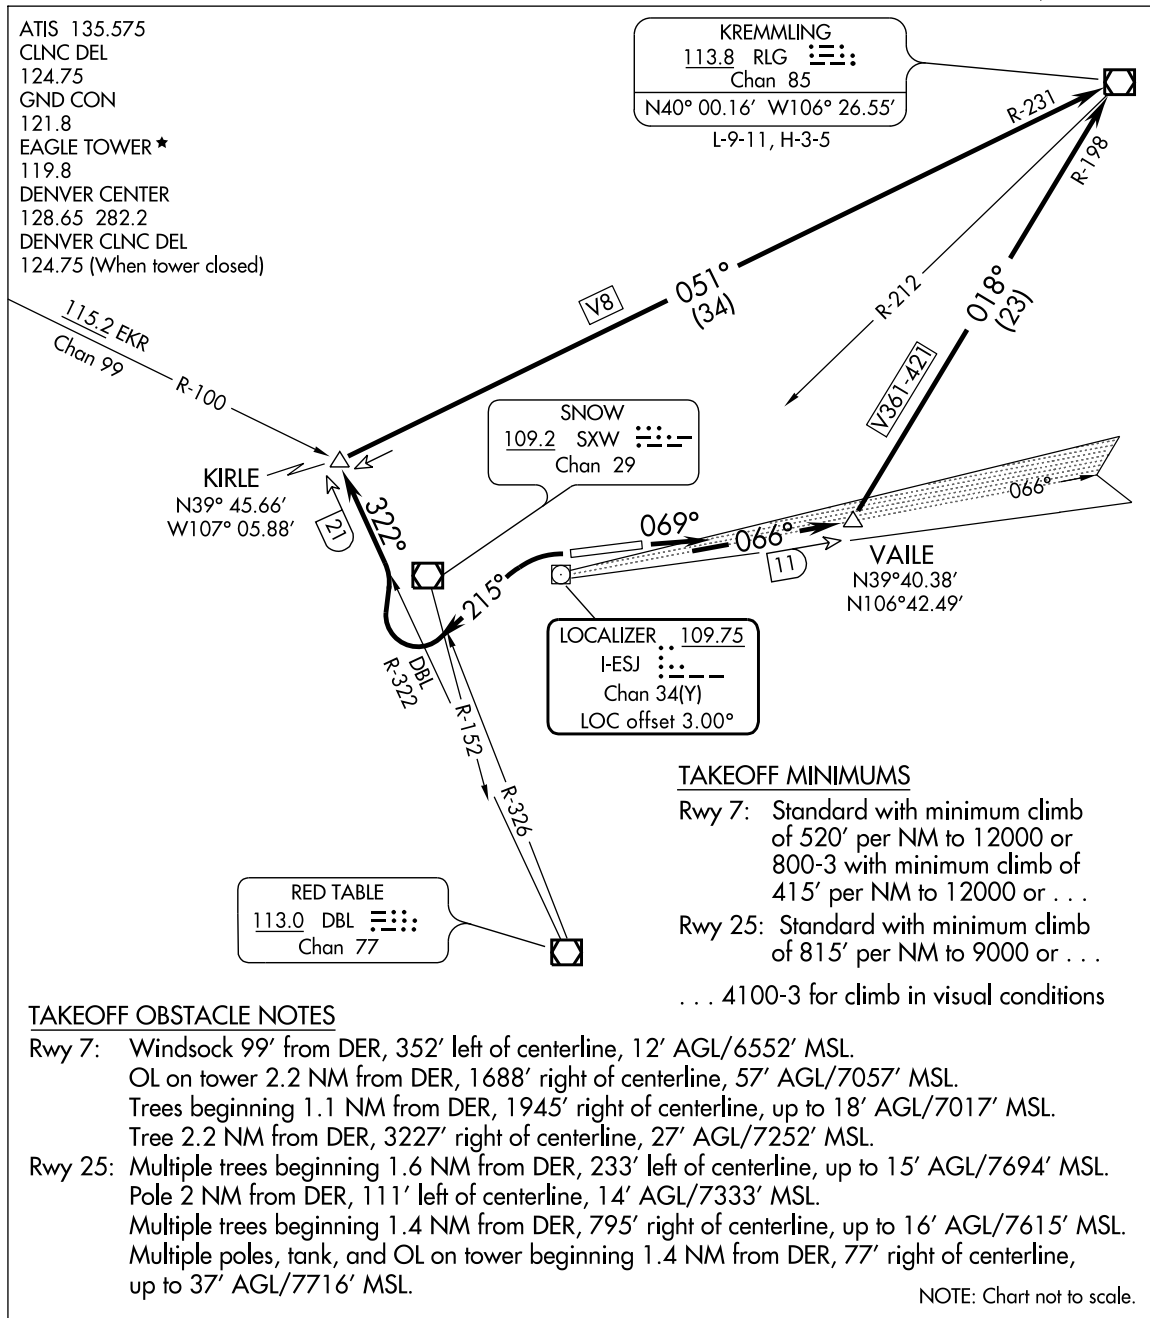 ATIS 135.575
CLNC DEL
124.75
GND CON
121.8
EAGLE TOWER ★
119.8
DENVER CENTER
128.65 282.2
DENVER CLNC DEL
124.75 (When tower closed)
KREMMLING
113.8 RLG
Chan 85
N40° 00.16' W106° 26.55'
L-9-11, H-3-5
R-231
R-198
R-212
051°
(34)
V8
018°
(23)
V361-421
115.2 EKR
Chan 99
R-100
SNOW
109.2 SXW
Chan 29
KIRLE
N39° 45.66'
W107° 05.88'
21
322°
215°
069°
066°
066°
11
VAILE
N39°40.38'
N106°42.49'
LOCALIZER 109.75
I-ESJ
Chan 34(Y)
LOC offset 3.00°
DBL
R-322
R-152
R-326
RED TABLE
113.0 DBL
Chan 77
TAKEOFF MINIMUMS
Rwy 7: Standard with minimum climb
of 520' per NM to 12000 or
800-3 with minimum climb of
415' per NM to 12000 or . . .
Rwy 25: Standard with minimum climb
of 815' per NM to 9000 or . . .
. . . 4100-3 for climb in visual conditions
TAKEOFF OBSTACLE NOTES
Rwy 7: Windsock 99' from DER, 352' left of centerline, 12' AGL/6552' MSL.
OL on tower 2.2 NM from DER, 1688' right of centerline, 57' AGL/7057' MSL.
Trees beginning 1.1 NM from DER, 1945' right of centerline, up to 18' AGL/7017' MSL.
Tree 2.2 NM from DER, 3227' right of centerline, 27' AGL/7252' MSL.
Rwy 25: Multiple trees beginning 1.6 NM from DER, 233' left of centerline, up to 15' AGL/7694' MSL.
Pole 2 NM from DER, 111' left of centerline, 14' AGL/7333' MSL.
Multiple trees beginning 1.4 NM from DER, 795' right of centerline, up to 16' AGL/7615' MSL.
Multiple poles, tank, and OL on tower beginning 1.4 NM from DER, 77' right of centerline,
up to 37' AGL/7716' MSL.
NOTE: Chart not to scale.